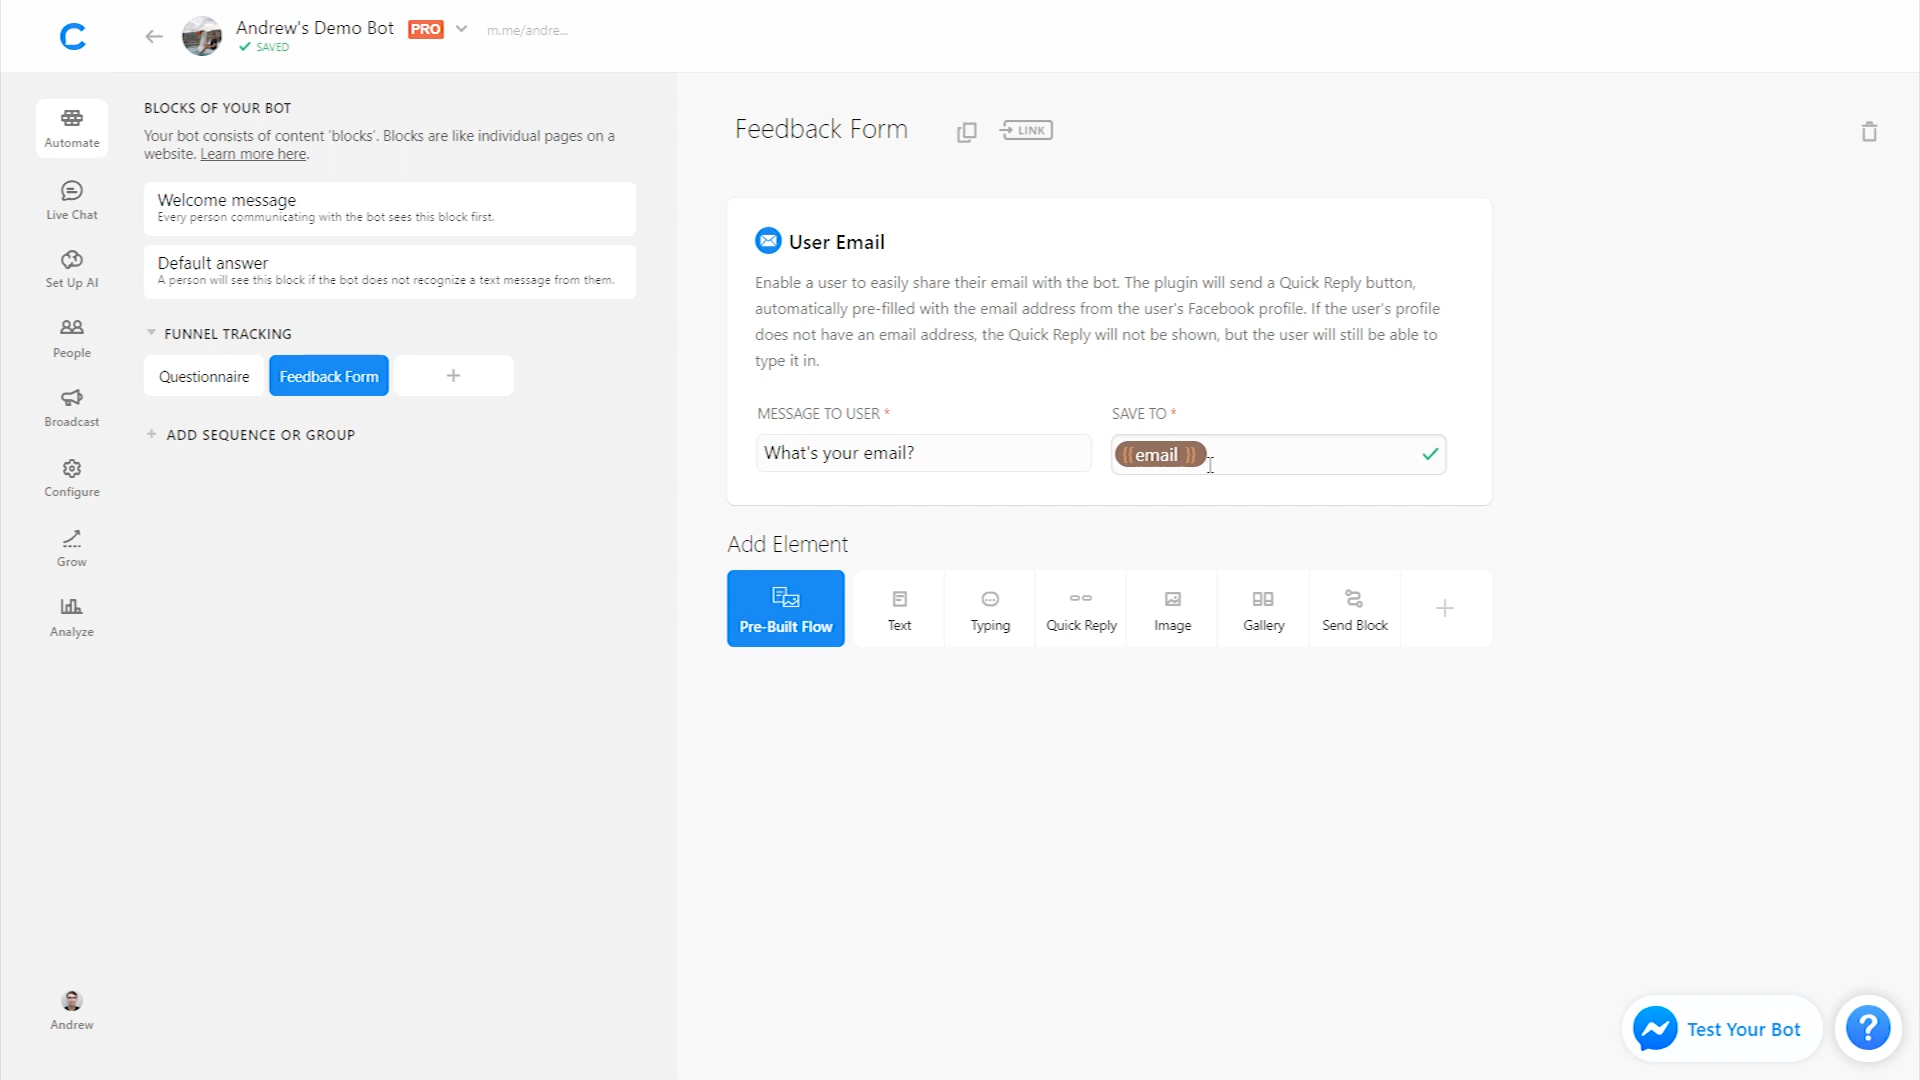 Andrew's Demo Bot PRO m.me/andre...
SAVED
Automate
Live Chat
Set Up AI
People
Broadcast
Configure
Grow
Analyze
Andrew
BLOCKS OF YOUR BOT
Your bot consists of content 'blocks'. Blocks are like individual pages on a
website. Learn more here.
Welcome message
Every person communicating with the bot sees this block first.
Default answer
A person will see this block if the bot does not recognize a text message from them.
FUNNEL TRACKING
Questionnaire Feedback Form +
+ ADD SEQUENCE OR GROUP
Feedback Form LINK
User Email
Enable a user to easily share their email with the bot. The plugin will send a Quick Reply button,
automatically pre-filled with the email address from the user's Facebook profile. If the user's profile
does not have an email address, the Quick Reply will not be shown, but the user will still be able to
type it in.
MESSAGE TO USER * SAVE TO *
What's your email? {{email}}
Add Element
Pre-Built Flow Text Typing Quick Reply Image Gallery Send Block +
Test Your Bot ?